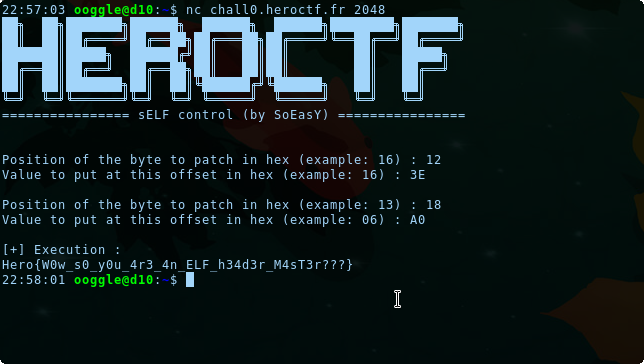 22:57:03 ooggle@d10:~$ nc chall0.heroctf.fr 2048
HEROCTF
================ sELF control (by SoEasY) ================
Position of the byte to patch in hex (example: 16) : 12
Value to put at this offset in hex (example: 16) : 3E
Position of the byte to patch in hex (example: 13) : 18
Value to put at this offset in hex (example: 06) : A0
[+] Execution :
Hero{W0w_s0_y0u_4r3_4n_ELF_h34d3r_M4sT3r???}
22:58:01 ooggle@d10:~$